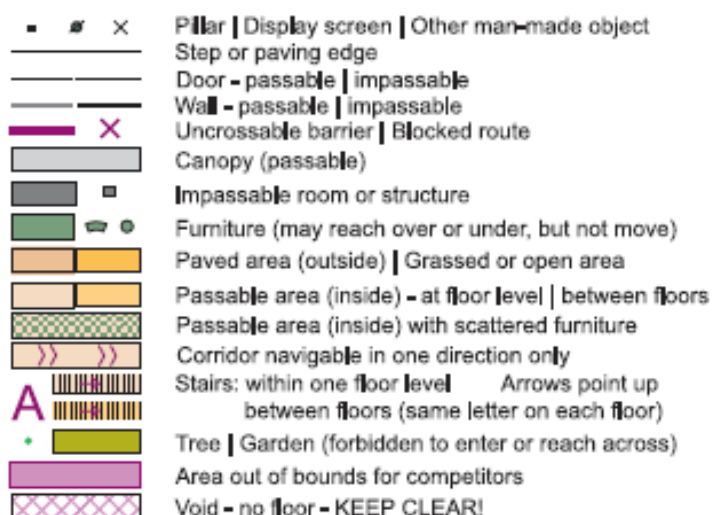 Pillar | Display screen | Other man-made object
Step or paving edge
Door - passable | impassable
Wall - passable | impassable
Uncrossable barrier | Blocked route
Canopy (passable)
Impassable room or structure
Furniture (may reach over or under, but not move)
Paved area (outside) | Grassed or open area
Passable area (inside) - at floor level | between floors
Passable area (inside) with scattered furniture
Corridor navigable in one direction only
A Stairs: within one floor level Arrows point up
between floors (same letter on each floor)
Tree | Garden (forbidden to enter or reach across)
Area out of bounds for competitors
Void - no floor - KEEP CLEAR!